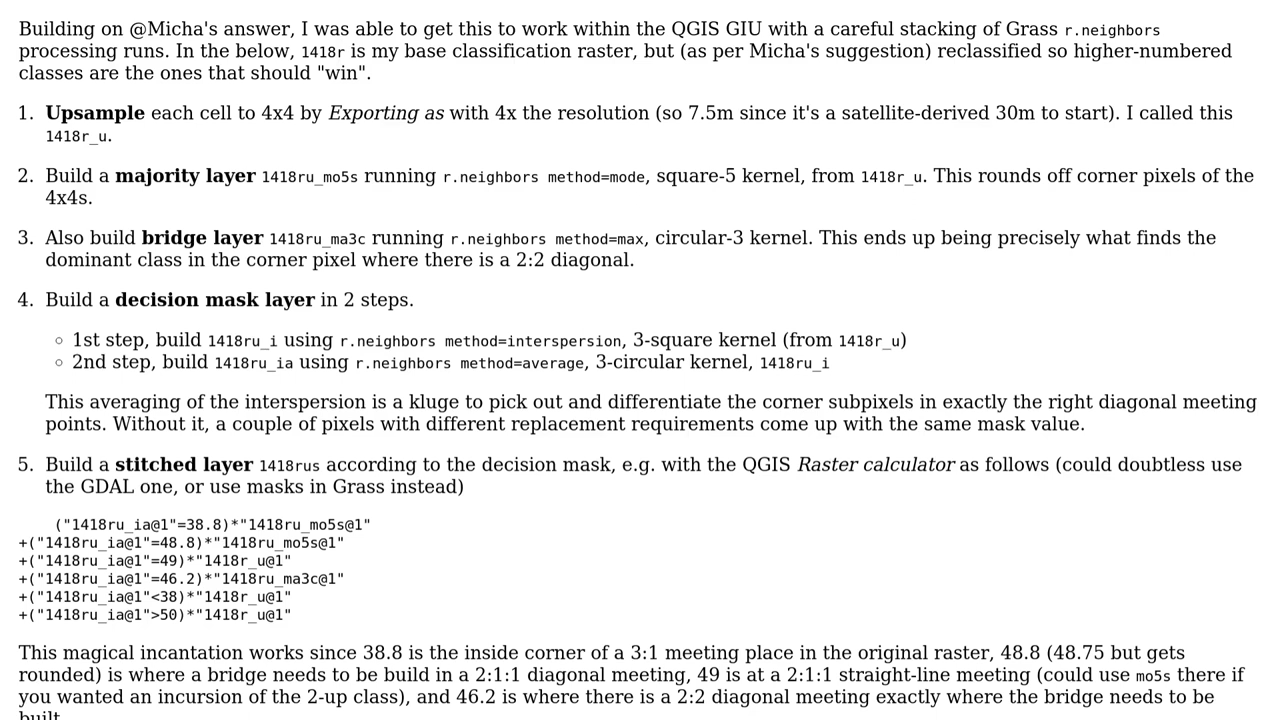 Building on @Micha's answer, I was able to get this to work within the QGIS GIU with a careful stacking of Grass r.neighbors
processing runs. In the below, 1418r is my base classification raster, but (as per Micha's suggestion) reclassified so higher-numbered
classes are the ones that should "win".
1. Upsample each cell to 4x4 by Exporting as with 4x the resolution (so 7.5m since it's a satellite-derived 30m to start). I called this
1418r_u.
2. Build a majority layer 1418ru_mo5s running r.neighbors method=mode, square-5 kernel, from 1418r_u. This rounds off corner pixels of the
4x4s.
3. Also build bridge layer 1418ru_ma3c running r.neighbors method=max, circular-3 kernel. This ends up being precisely what finds the
dominant class in the corner pixel where there is a 2:2 diagonal.
4. Build a decision mask layer in 2 steps.
◦ 1st step, build 1418ru_i using r.neighbors method=interspersion, 3-square kernel (from 1418r_u)
◦ 2nd step, build 1418ru_ia using r.neighbors method=average, 3-circular kernel, 1418ru_i
This averaging of the interspersion is a kluge to pick out and differentiate the corner subpixels in exactly the right diagonal meeting
points. Without it, a couple of pixels with different replacement requirements come up with the same mask value.
5. Build a stitched layer 1418rus according to the decision mask, e.g. with the QGIS Raster calculator as follows (could doubtless use
the GDAL one, or use masks in Grass instead)
("1418ru_ia@1"=38.8)*"1418ru_mo5s@1"
+("1418ru_ia@1"=48.8)*"1418ru_mo5s@1"
+("1418ru_ia@1"=49)*"1418r_u@1"
+("1418ru_ia@1"=46.2)*"1418ru_ma3c@1"
+("1418ru_ia@1"<38)*"1418r_u@1"
+("1418ru_ia@1">50)*"1418r_u@1"
This magical incantation works since 38.8 is the inside corner of a 3:1 meeting place in the original raster, 48.8 (48.75 but gets
rounded) is where a bridge needs to be build in a 2:1:1 diagonal meeting, 49 is at a 2:1:1 straight-line meeting (could use mo5s there if
you wanted an incursion of the 2-up class), and 46.2 is where there is a 2:2 diagonal meeting exactly where the bridge needs to be
built